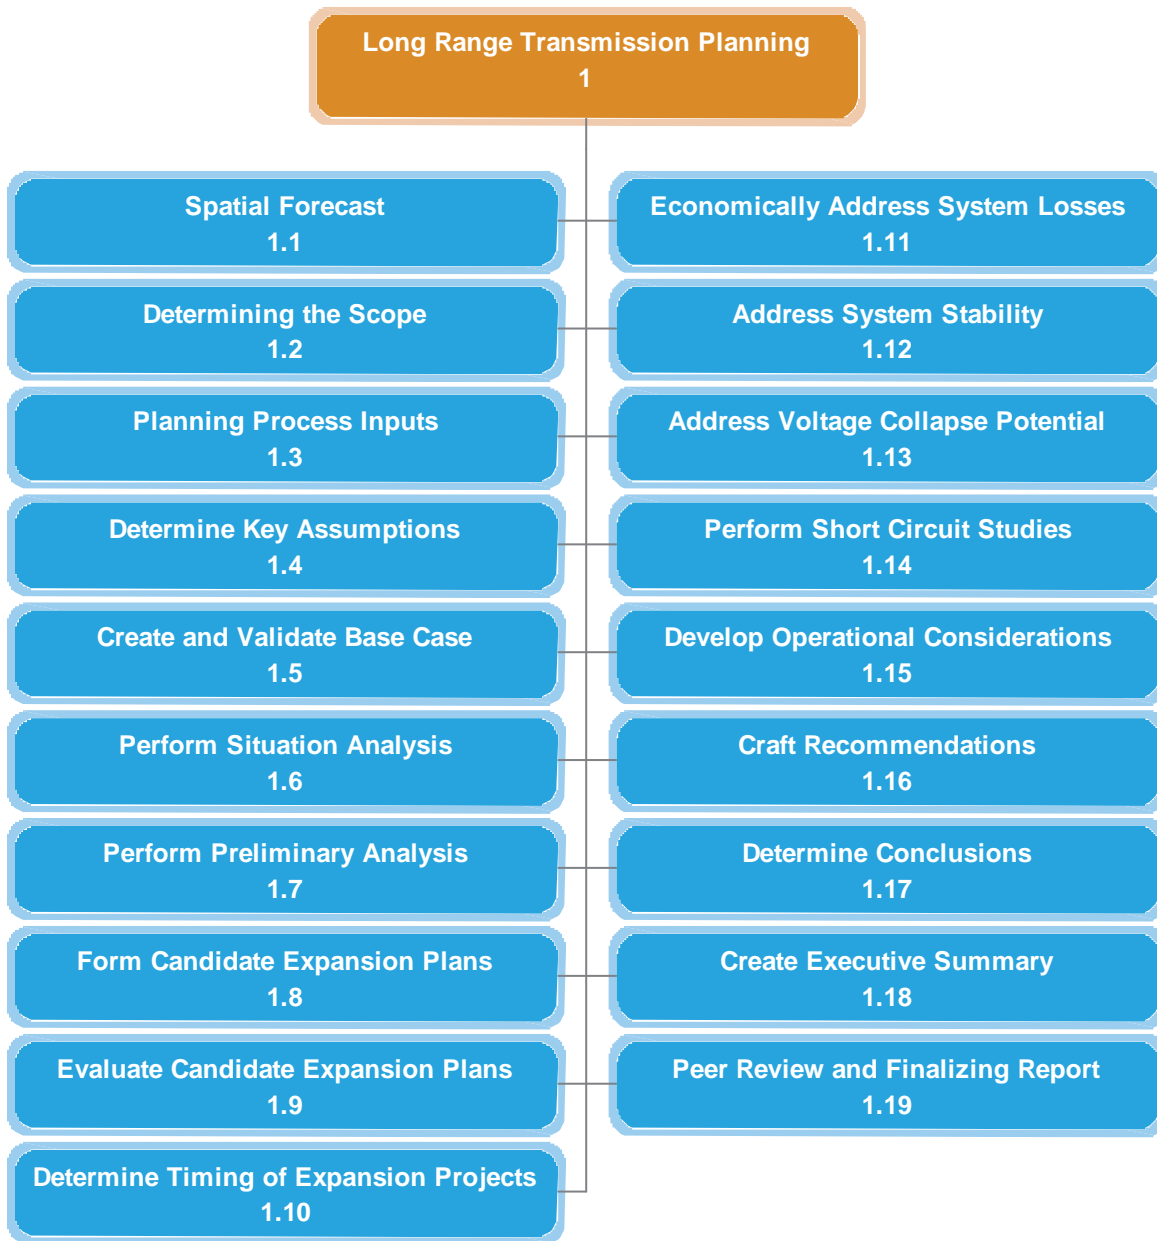 Long Range Transmission Planning
1
Spatial Forecast
1.1
Determining the Scope
1.2
Planning Process Inputs
1.3
Determine Key Assumptions
1.4
Create and Validate Base Case
1.5
Perform Situation Analysis
1.6
Perform Preliminary Analysis
1.7
Form Candidate Expansion Plans
1.8
Evaluate Candidate Expansion Plans
1.9
Determine Timing of Expansion Projects
1.10
Economically Address System Losses
1.11
Address System Stability
1.12
Address Voltage Collapse Potential
1.13
Perform Short Circuit Studies
1.14
Develop Operational Considerations
1.15
Craft Recommendations
1.16
Determine Conclusions
1.17
Create Executive Summary
1.18
Peer Review and Finalizing Report
1.19